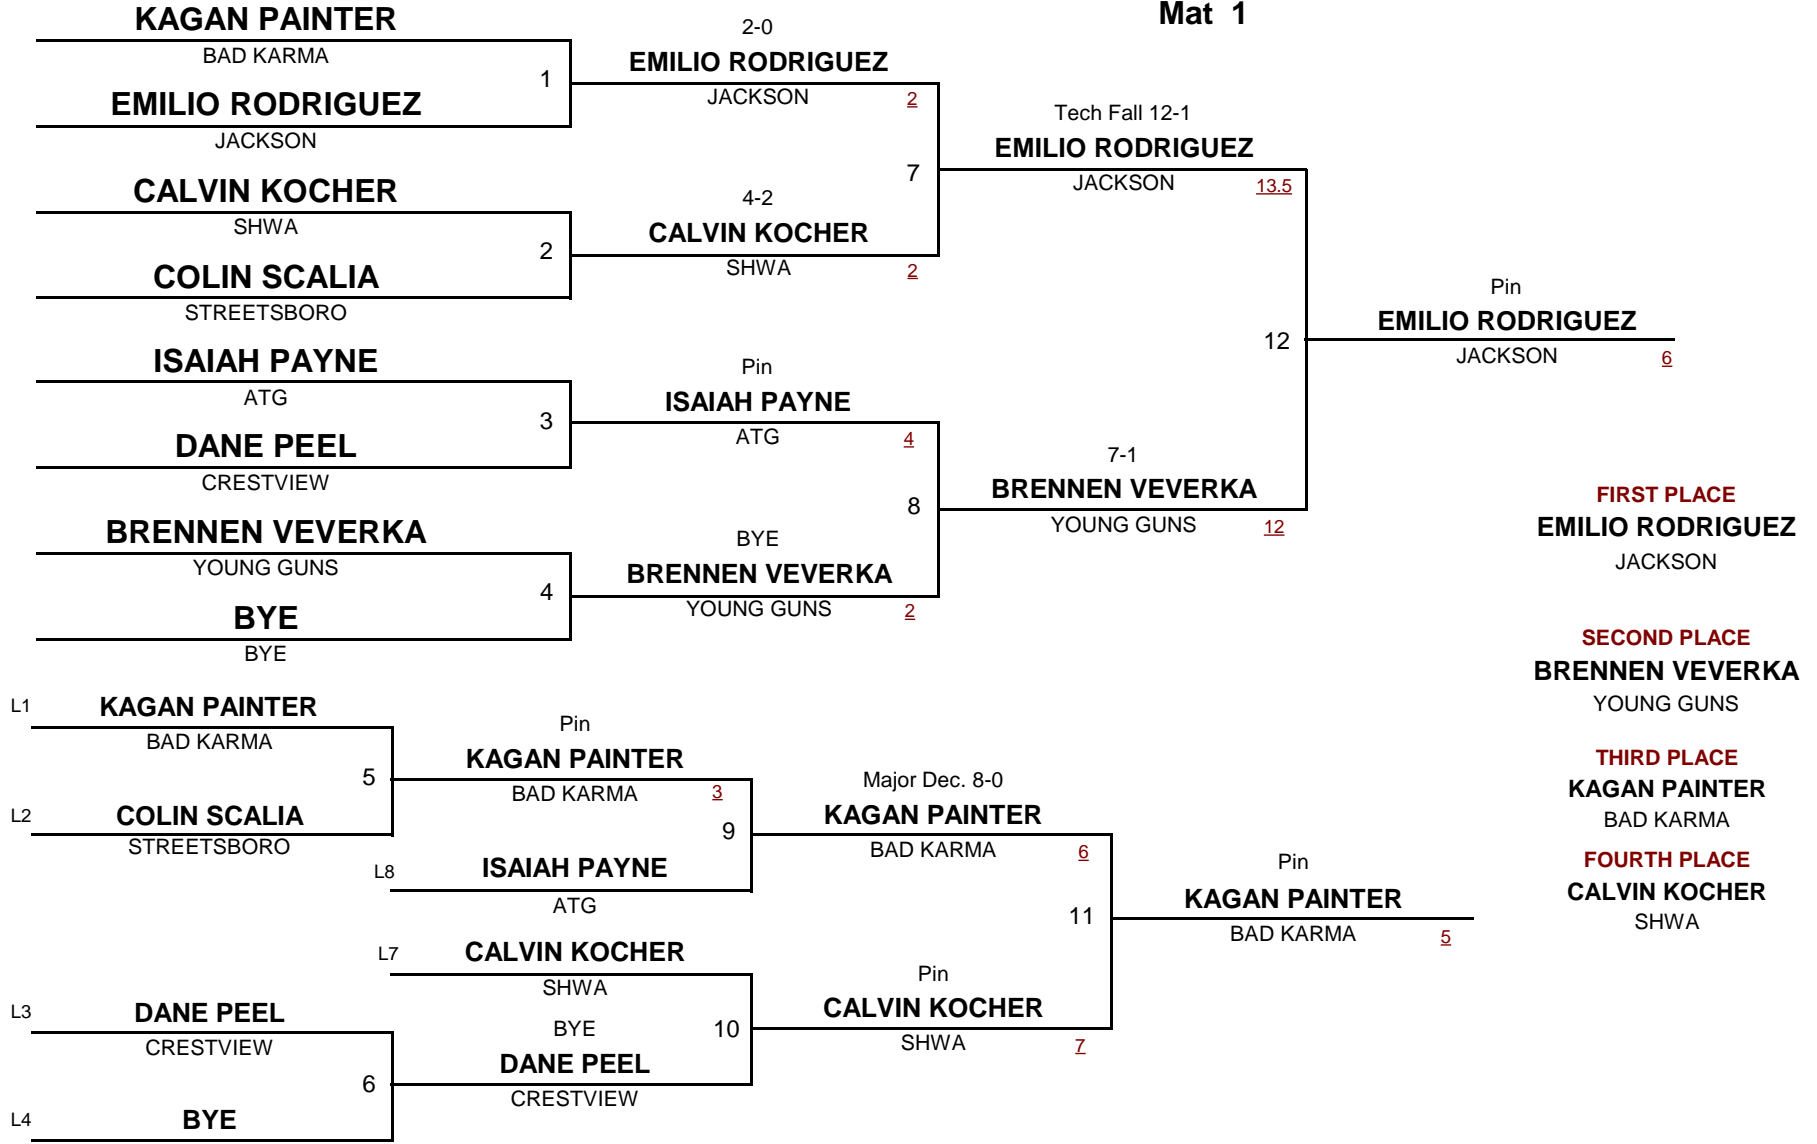 Mat 1
KAGAN PAINTER
BAD KARMA
1
EMILIO RODRIGUEZ
JACKSON
CALVIN KOCHER
SHWA
2
COLIN SCALIA
STREETSBORO
ISAIAH PAYNE
ATG
3
DANE PEEL
CRESTVIEW
BRENNEN VEVERKA
YOUNG GUNS
4
BYE
BYE
2-0
EMILIO RODRIGUEZ
JACKSON 2
7
4-2
CALVIN KOCHER
SHWA 2
Pin
ISAIAH PAYNE
ATG 4
8
BYE
BRENNEN VEVERKA
YOUNG GUNS 2
Tech Fall 12-1
EMILIO RODRIGUEZ
JACKSON 13.5
12
7-1
BRENNEN VEVERKA
YOUNG GUNS 12
Pin
EMILIO RODRIGUEZ
JACKSON 6
FIRST PLACE
EMILIO RODRIGUEZ
JACKSON
SECOND PLACE
BRENNEN VEVERKA
YOUNG GUNS
THIRD PLACE
KAGAN PAINTER
BAD KARMA
FOURTH PLACE
CALVIN KOCHER
SHWA
L1 KAGAN PAINTER
BAD KARMA
5
L2 COLIN SCALIA
STREETSBORO
L3 DANE PEEL
CRESTVIEW
6
L4 BYE
Pin
KAGAN PAINTER
BAD KARMA 3
9
L8 ISAIAH PAYNE
ATG
L7 CALVIN KOCHER
SHWA
10
BYE
DANE PEEL
CRESTVIEW
Major Dec. 8-0
KAGAN PAINTER
BAD KARMA 6
11
Pin
CALVIN KOCHER
SHWA 7
Pin
KAGAN PAINTER
BAD KARMA 5